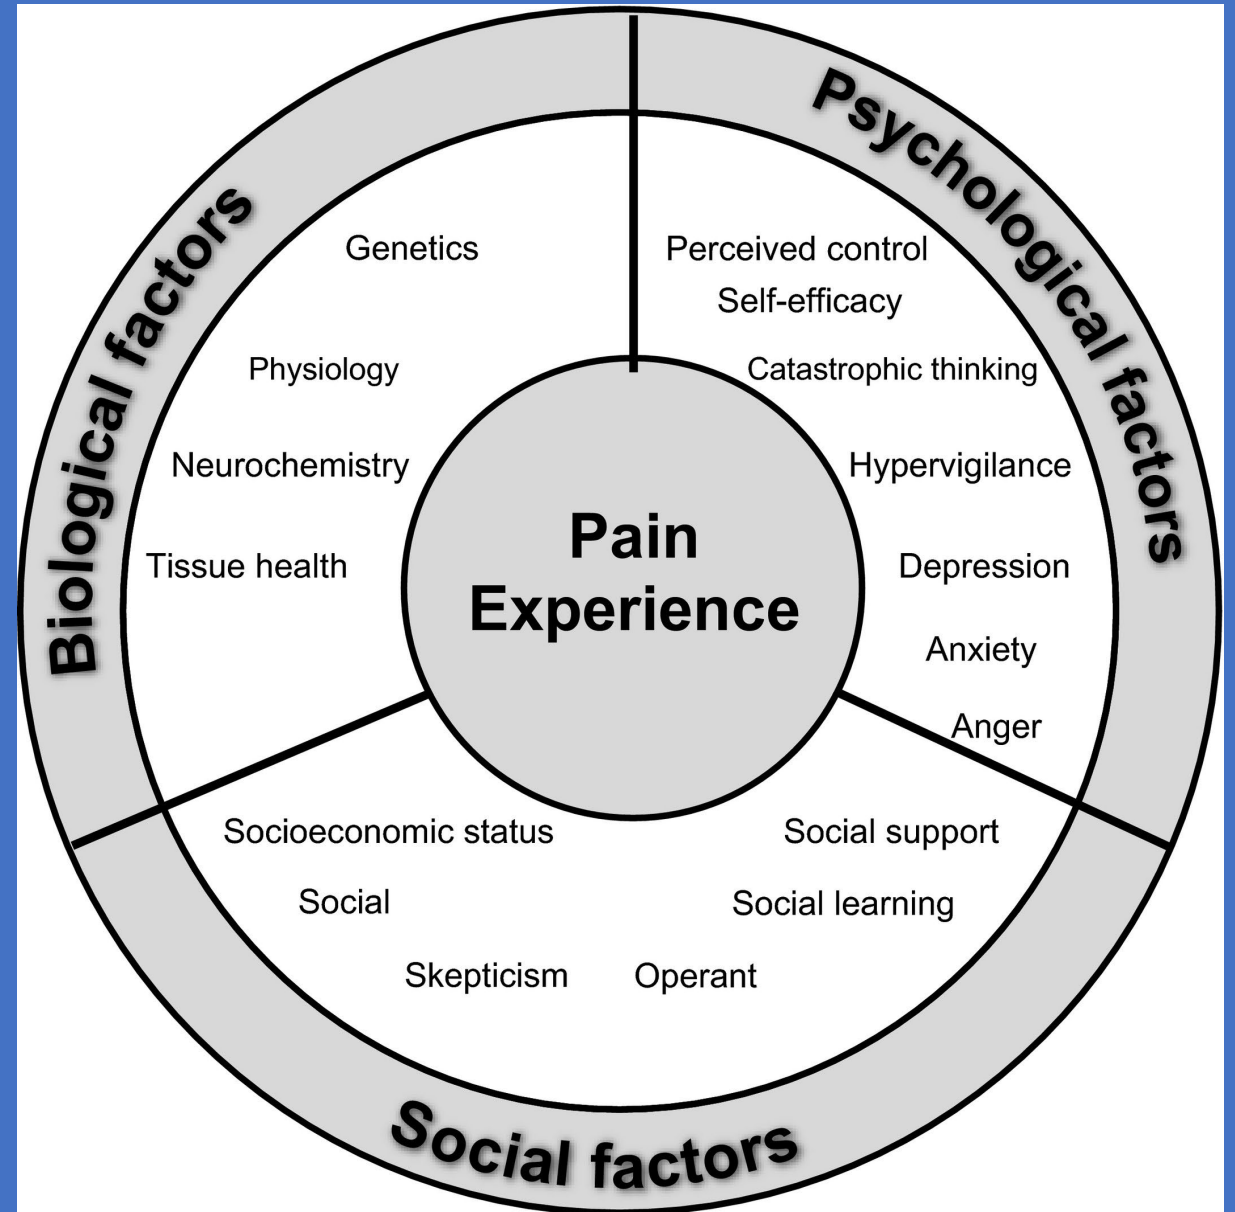 Biological factors
Genetics
Physiology
Neurochemistry
Tissue health
Psychological factors
Perceived control
Self-efficacy
Catastrophic thinking
Hypervigilance
Depression
Anxiety
Anger
Pain
Experience
Socioeconomic status
Social
Skepticism
Operant
Social learning
Social support
Social factors